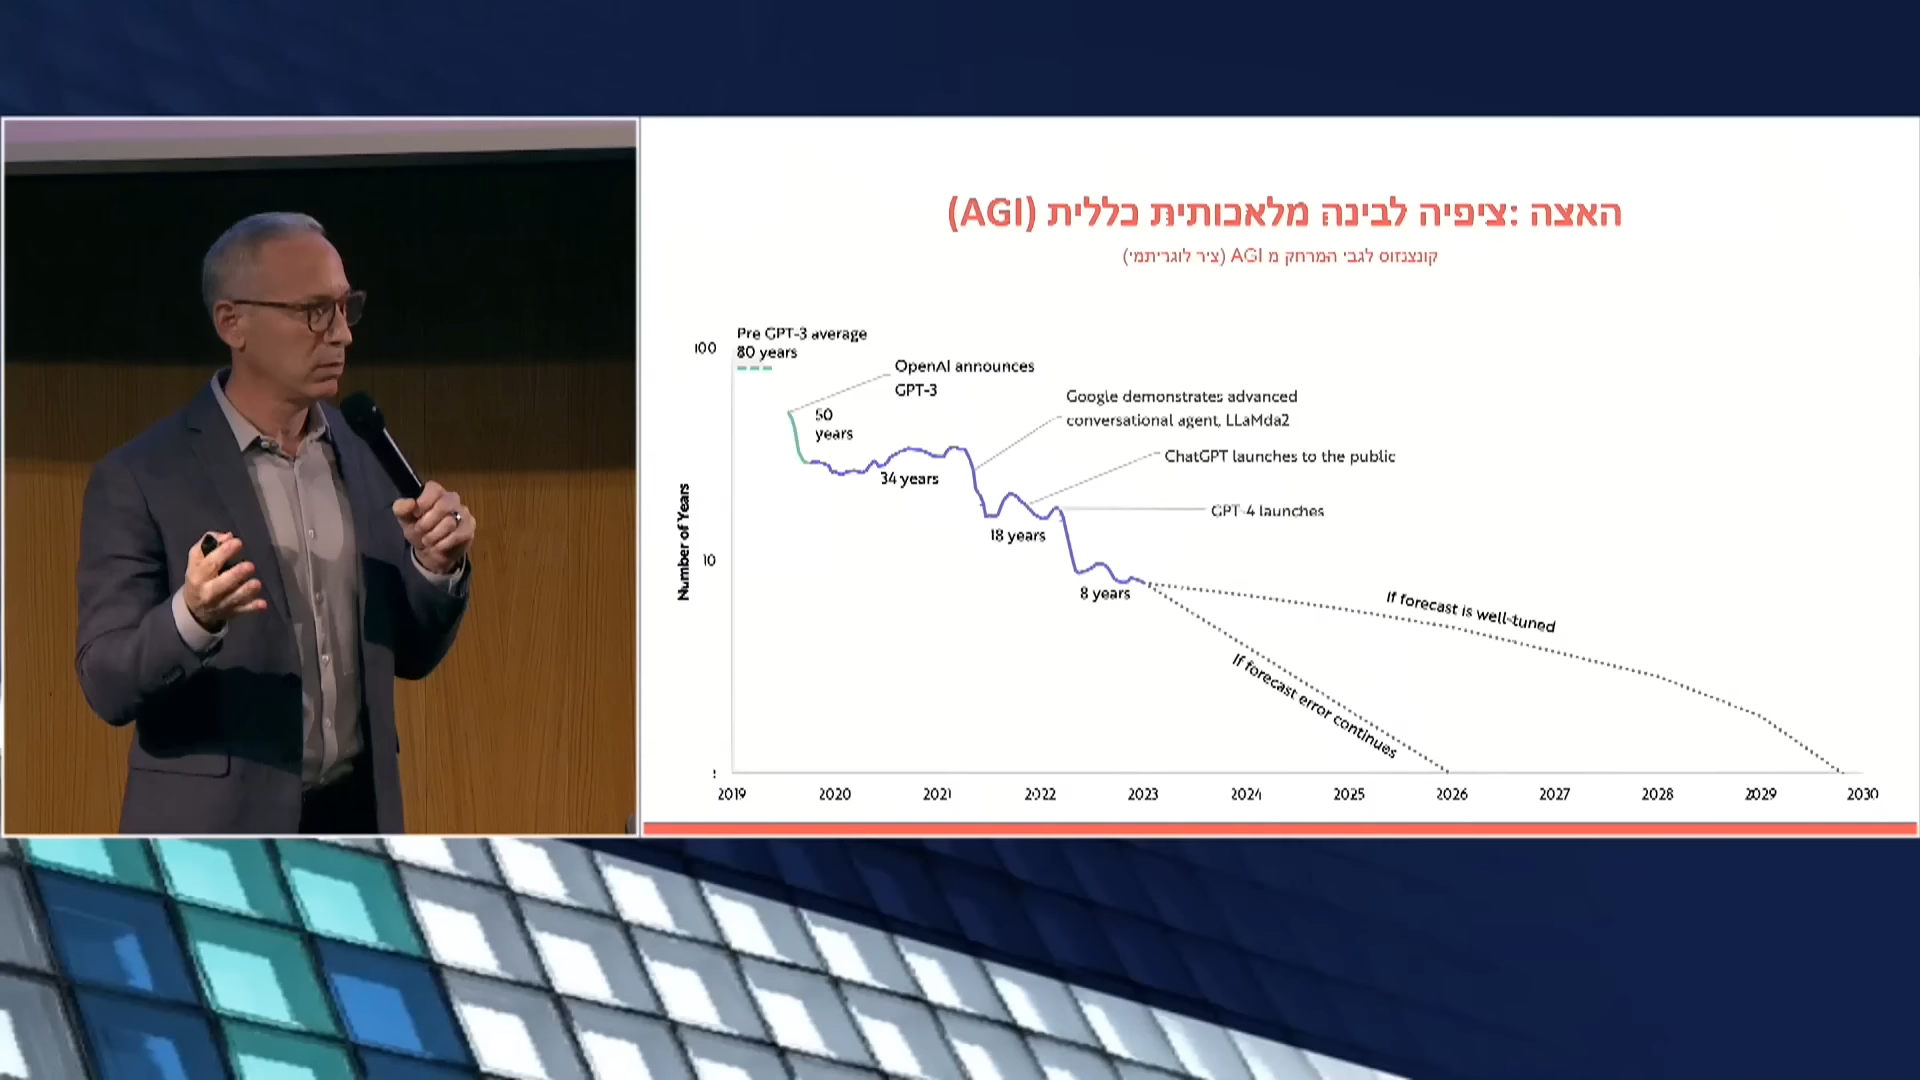 האצה :ציפיה לבינה מלאכותית כללית (AGI)
קונצנזוס לגבי המרחק מ AGI (ציר לוגריתמי)
Pre GPT-3 average
80 years
100
OpenAI announces
GPT-3
50
years
34 years
Google demonstrates advanced
conversational agent, LLaMda2
ChatGPT launches to the public
GPT-4 launches
18 years
Number of Years
10
8 years
If forecast is well-tuned
If forecast error continues
1
2019 2020 2021 2022 2023 2024 2025 2026 2027 2028 2029 2030